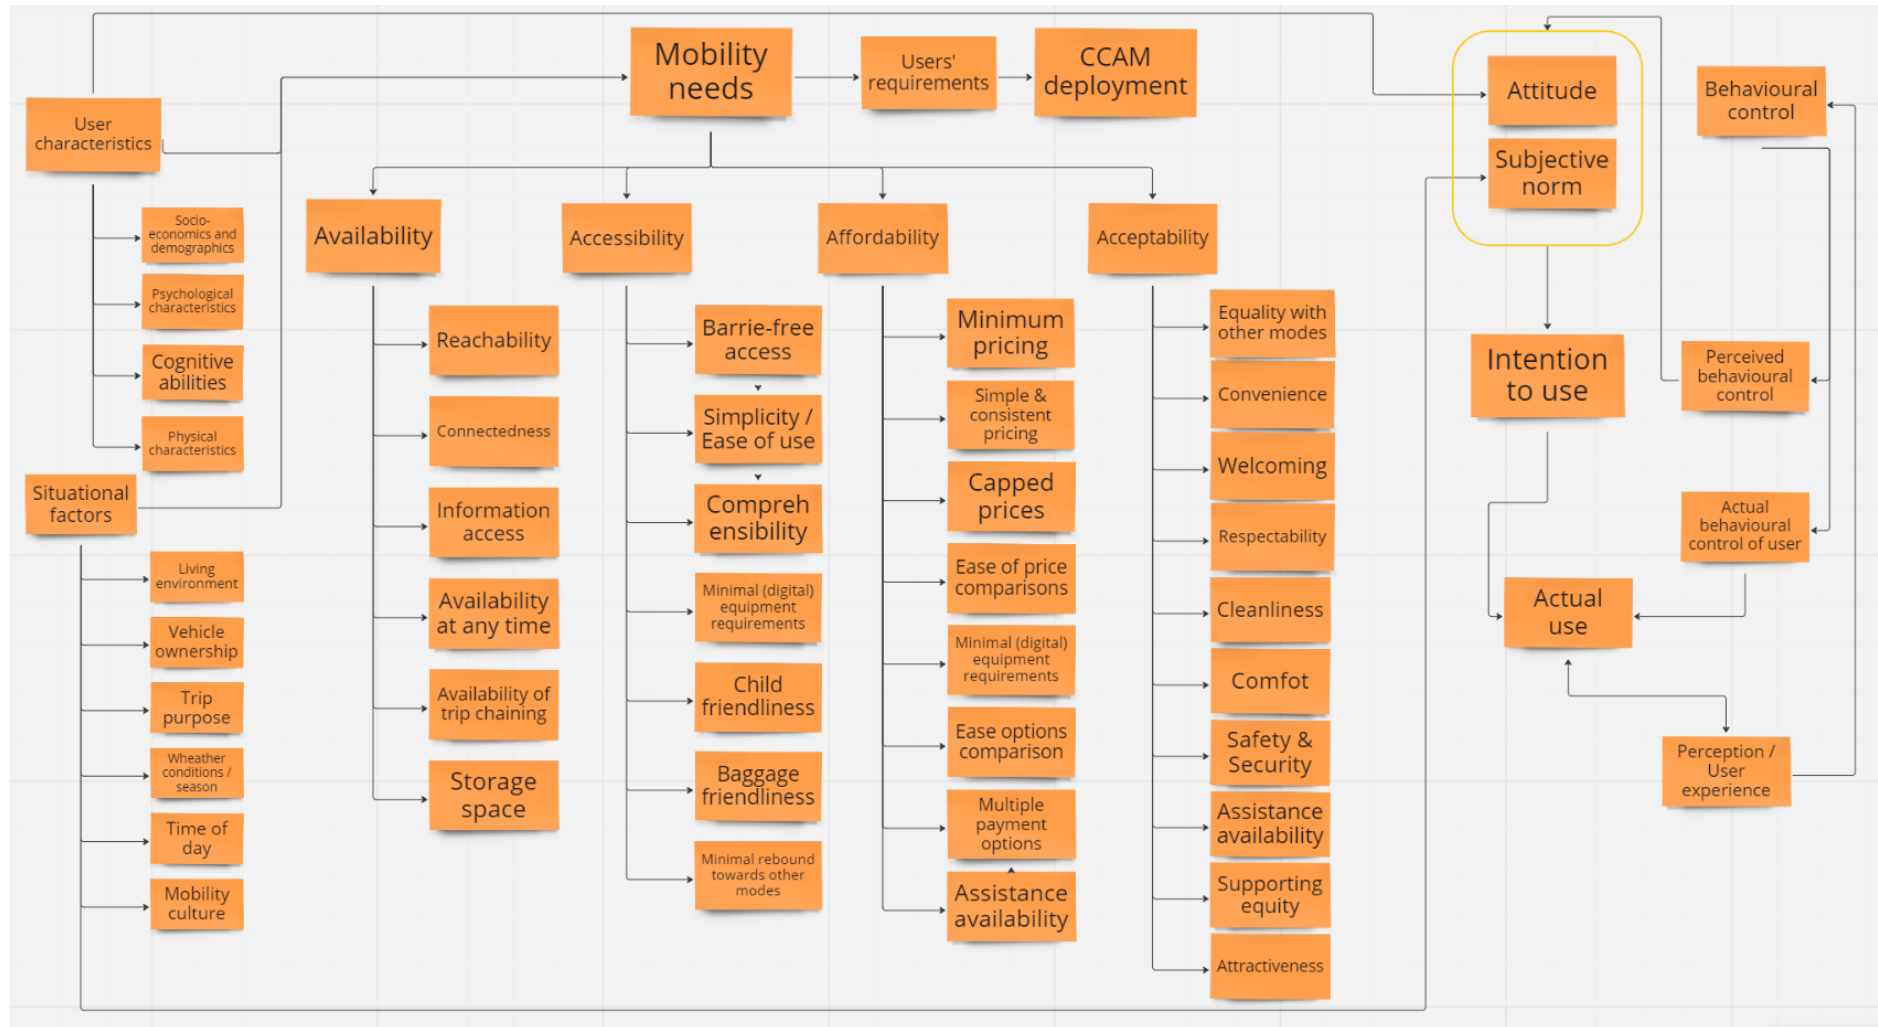 Mobility
needs
Users'
requirements
CCAM
deployment
Attitude
Subjective
norm
Behavioural
control
User
characteristics
Socio-
economics and
demographics
Psychological
characteristics
Cognitive
abilities
Physical
characteristics
Situational
factors
Living
environment
Vehicle
ownership
Trip
purpose
Wheather
conditions /
season
Time of
day
Mobility
culture
Availability
Reachability
Connectedness
Information
access
Availability
at any time
Availability of
trip chaining
Storage
space
Accessibility
Barrie-free
access
Simplicity /
Ease of use
Compreh
ensibility
Minimal (digital)
equipment
requirements
Child
friendliness
Baggage
friendliness
Minimal rebound
towards other
modes
Affordability
Minimum
pricing
Simple &
consistent
pricing
Capped
prices
Ease of price
comparisons
Minimal (digital)
equipment
requirements
Ease options
comparison
Multiple
payment
options
Assistance
availability
Acceptability
Equality with
other modes
Convenience
Welcoming
Respectability
Cleanliness
Comfot
Safety &
Security
Assistance
availability
Supporting
equity
Attractiveness
Intention
to use
Perceived
behavioural
control
Actual
behavioural
control of user
Actual
use
Perception /
User
experience